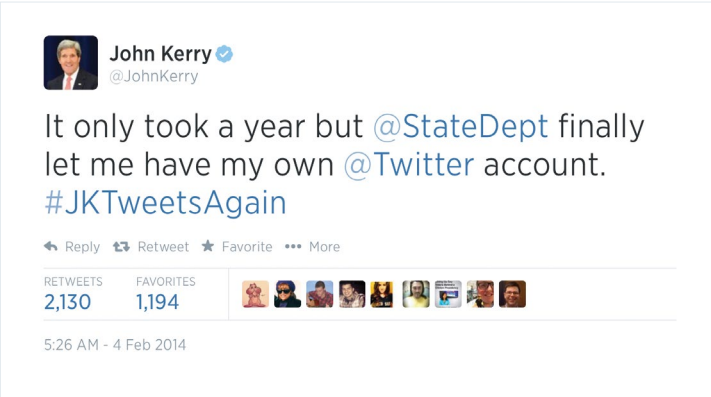 John Kerry
@JohnKerry
It only took a year but @StateDept finally
let me have my own @Twitter account.
#JKTweetsAgain
Reply Retweet Favorite More
RETWEETS FAVORITES
2,130 1,194
5:26 AM - 4 Feb 2014